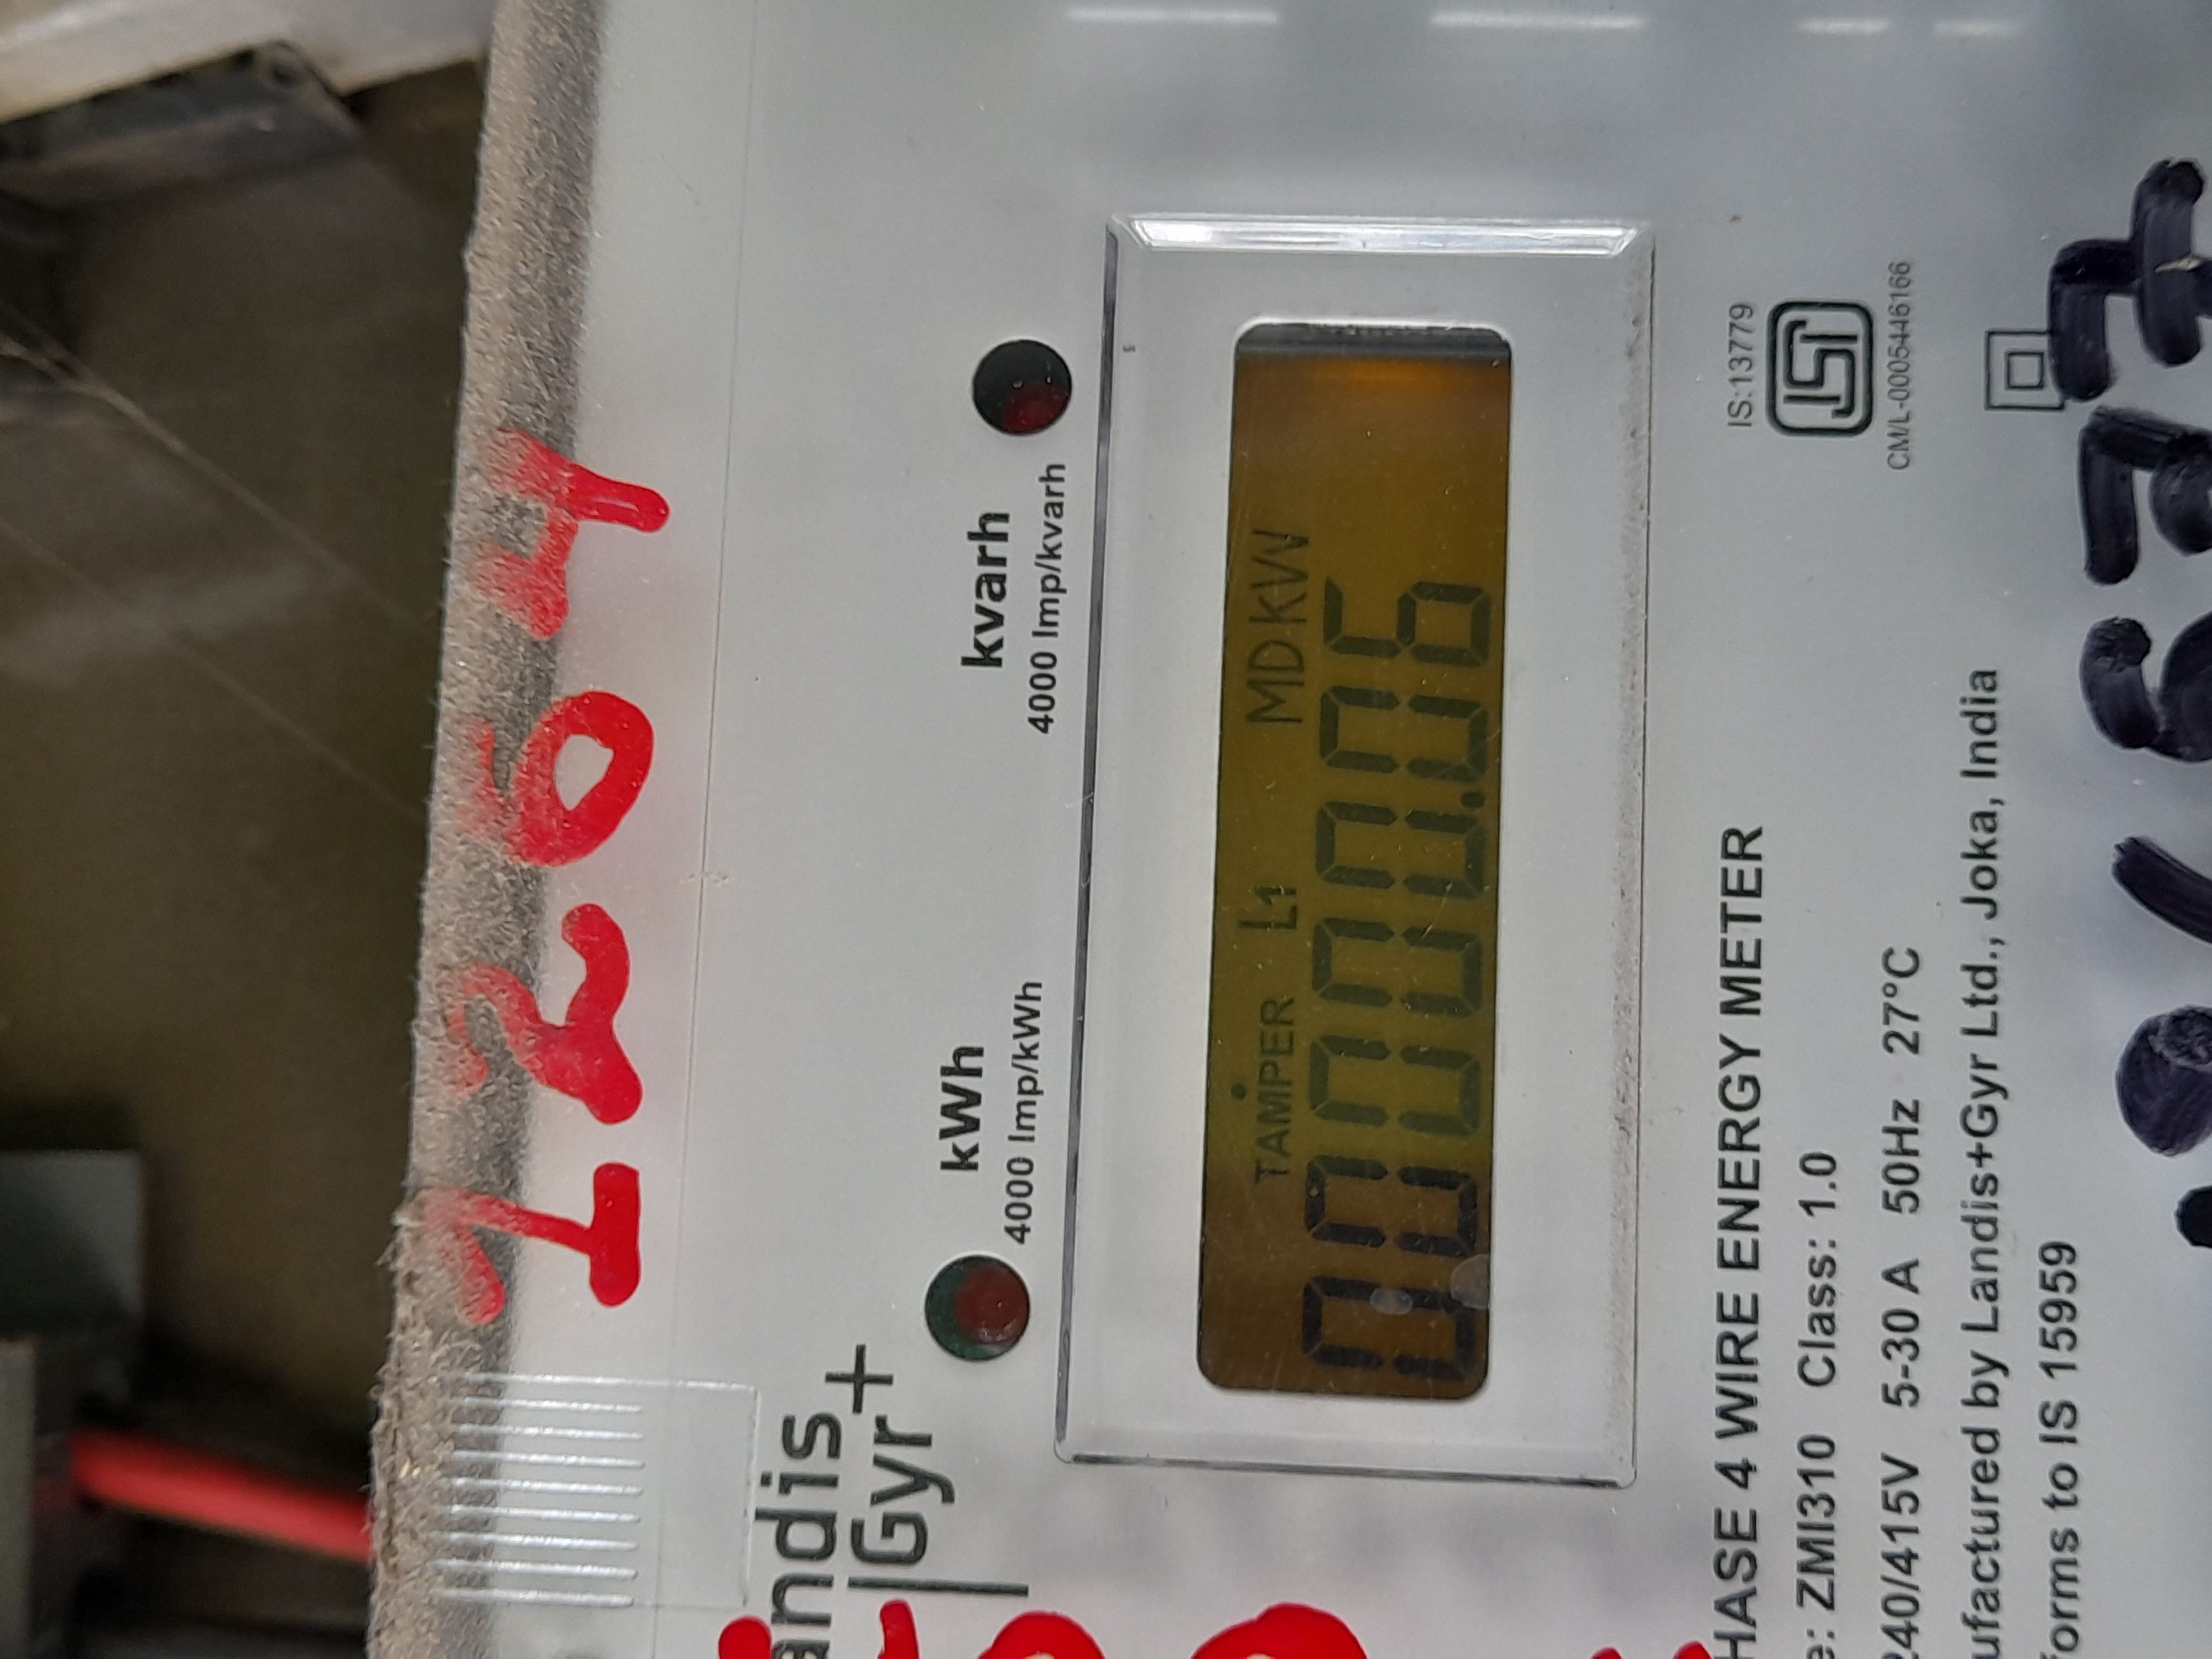 kWh
4000 Imp/kWh
kvarh
4000 Imp/kvarh
andis
Gyr+
TAMPER L1 MD kW
00000.06
IS:13779
CM/L-0005446166
HASE 4 WIRE ENERGY METER
e: ZMI310 Class: 1.0
240/415V 5-30 A 50Hz 27°C
ufactured by Landis+Gyr Ltd., Joka, India
forms to IS 15959